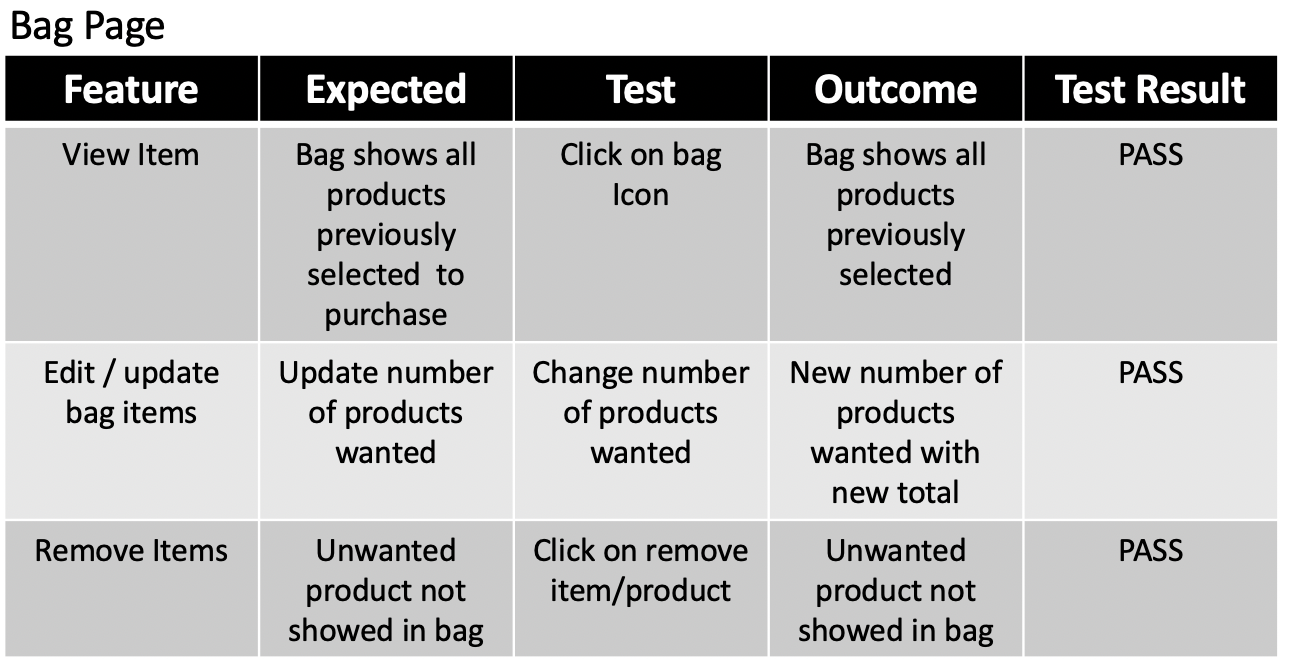 Bag Page
Feature
Expected
Test
Outcome
Test Result
View Item
Bag shows all
products
previously
selected  to
purchase
Click on bag
Icon
Bag shows all
products
previously
selected
PASS
Edit / update
bag items
Update number
of products
wanted
Change number
of products
wanted
New number of
products
wanted with
new total
PASS
Remove Items
Unwanted
product not
showed in bag
Click on remove
item/product
Unwanted
product not
showed in bag
PASS